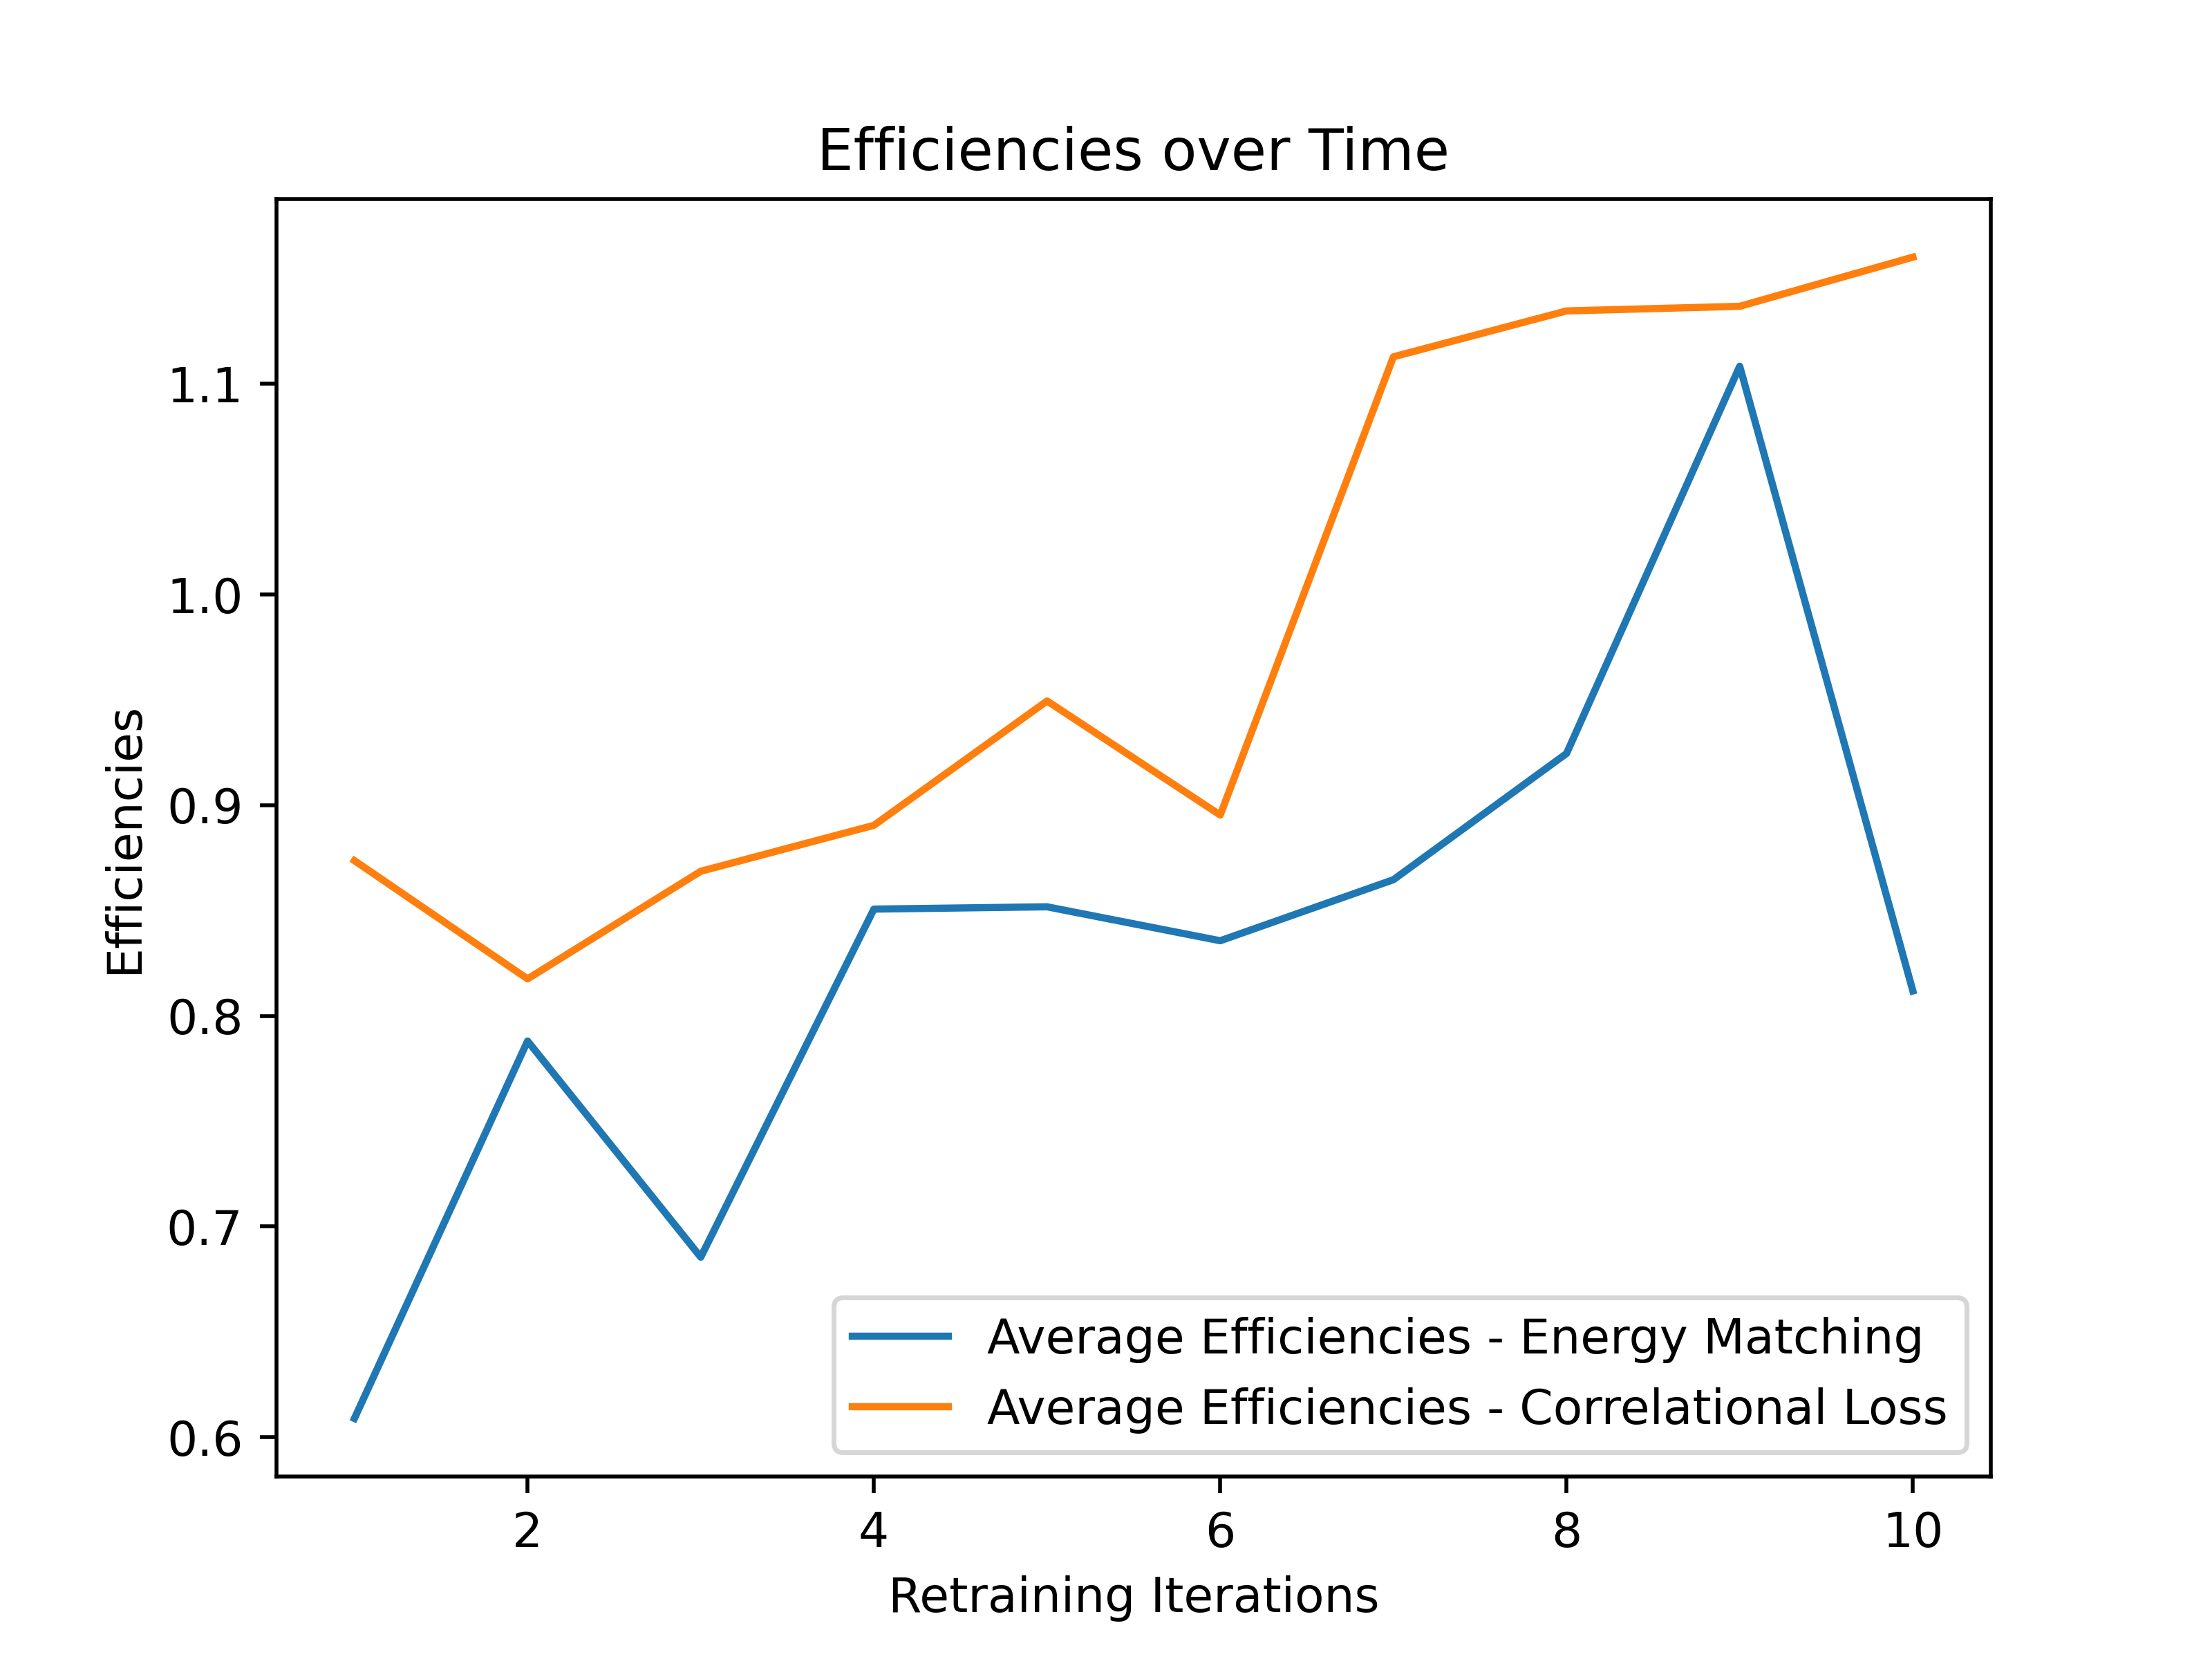 Efficiencies over Time
1.1
1.0
0.9
0.8
0.7
0.6
Efficiencies
Average Efficiencies - Energy Matching
Average Efficiencies - Correlational Loss
2 4 6 8 10
Retraining Iterations